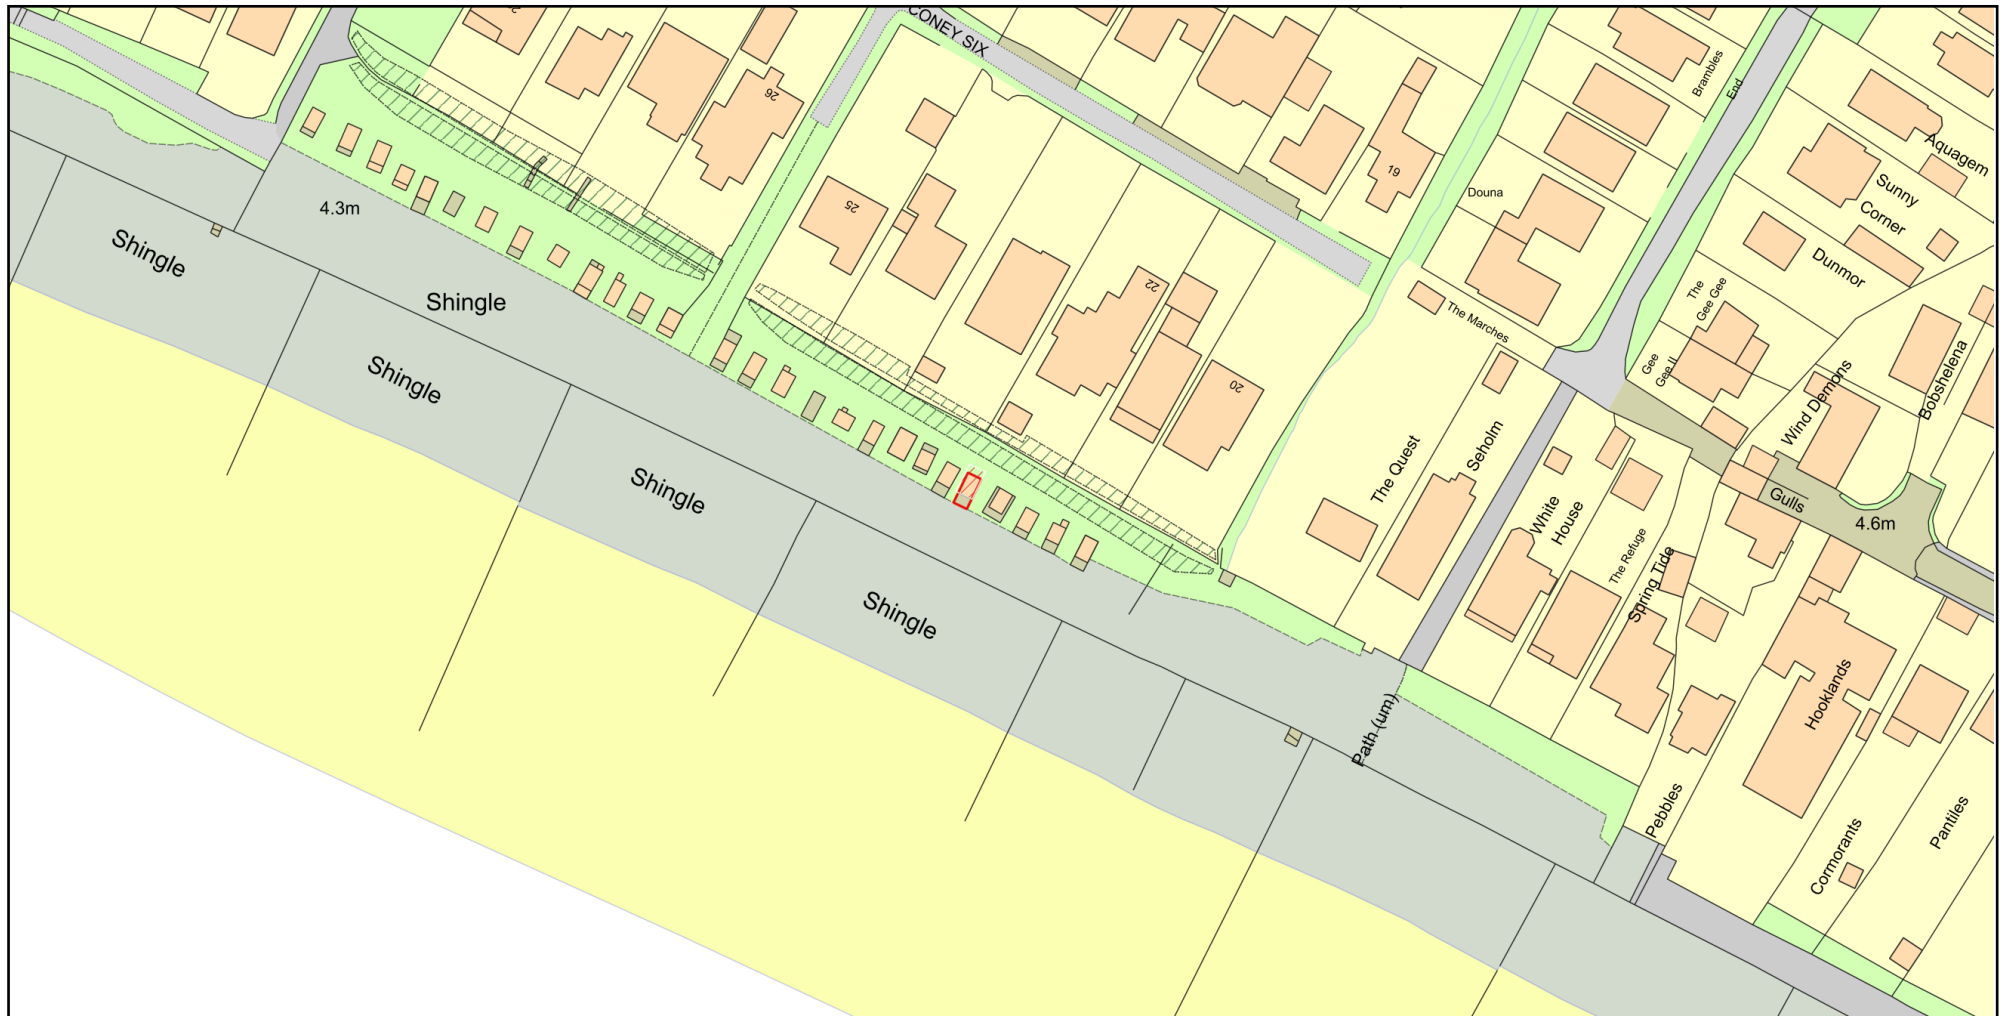 CONEY SIX
26
25
22
20
19
4.3m
Shingle
Shingle
Shingle
Shingle
Shingle
Brambles
End
Aquagem
Sunny
Corner
Dunmor
Douna
The Marches
The
Gee Gee
Gee
Gee II
Wind Demons
Bobshelena
Gulls
4.6m
The Quest
Seholm
White
House
The Refuge
Spring Tide
Hooklands
Path (um)
Pebbles
Cormorants
Pantiles